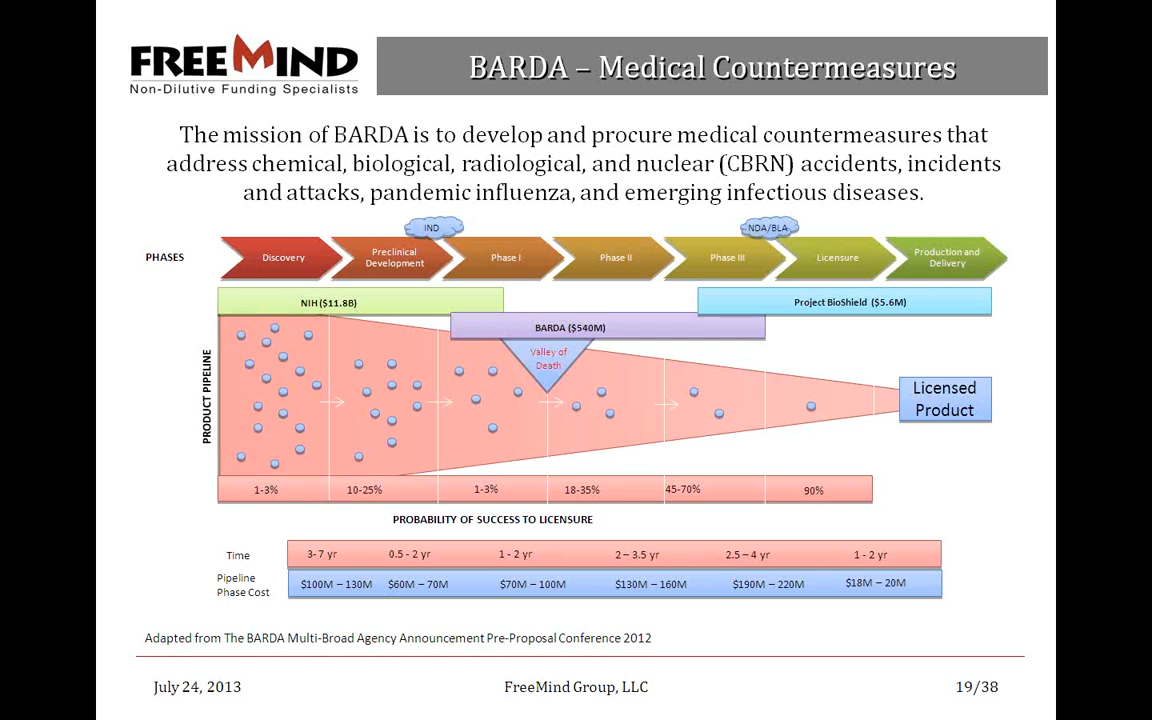 FREEMIND
Non-Dilutive Funding Specialists
BARDA – Medical Countermeasures
The mission of BARDA is to develop and procure medical countermeasures that
address chemical, biological, radiological, and nuclear (CBRN) accidents, incidents
and attacks, pandemic influenza, and emerging infectious diseases.
IND
NDA/BLA
PHASES
Discovery
Preclinical
Development
Phase I
Phase II
Phase III
Licensure
Production and
Delivery
NIH ($11.8B)
Project BioShield ($5.6M)
BARDA ($540M)
Valley of
Death
PRODUCT PIPELINE
Licensed
Product
1-3%
10-25%
1-3%
18-35%
45-70%
90%
PROBABILITY OF SUCCESS TO LICENSURE
Time
3- 7 yr
0.5 - 2 yr
1 - 2 yr
2 – 3.5 yr
2.5 – 4 yr
1 - 2 yr
Pipeline
Phase Cost
$100M – 130M
$60M – 70M
$70M – 100M
$130M – 160M
$190M – 220M
$18M – 20M
Adapted from The BARDA Multi-Broad Agency Announcement Pre-Proposal Conference 2012
July 24, 2013
FreeMind Group, LLC
19/38